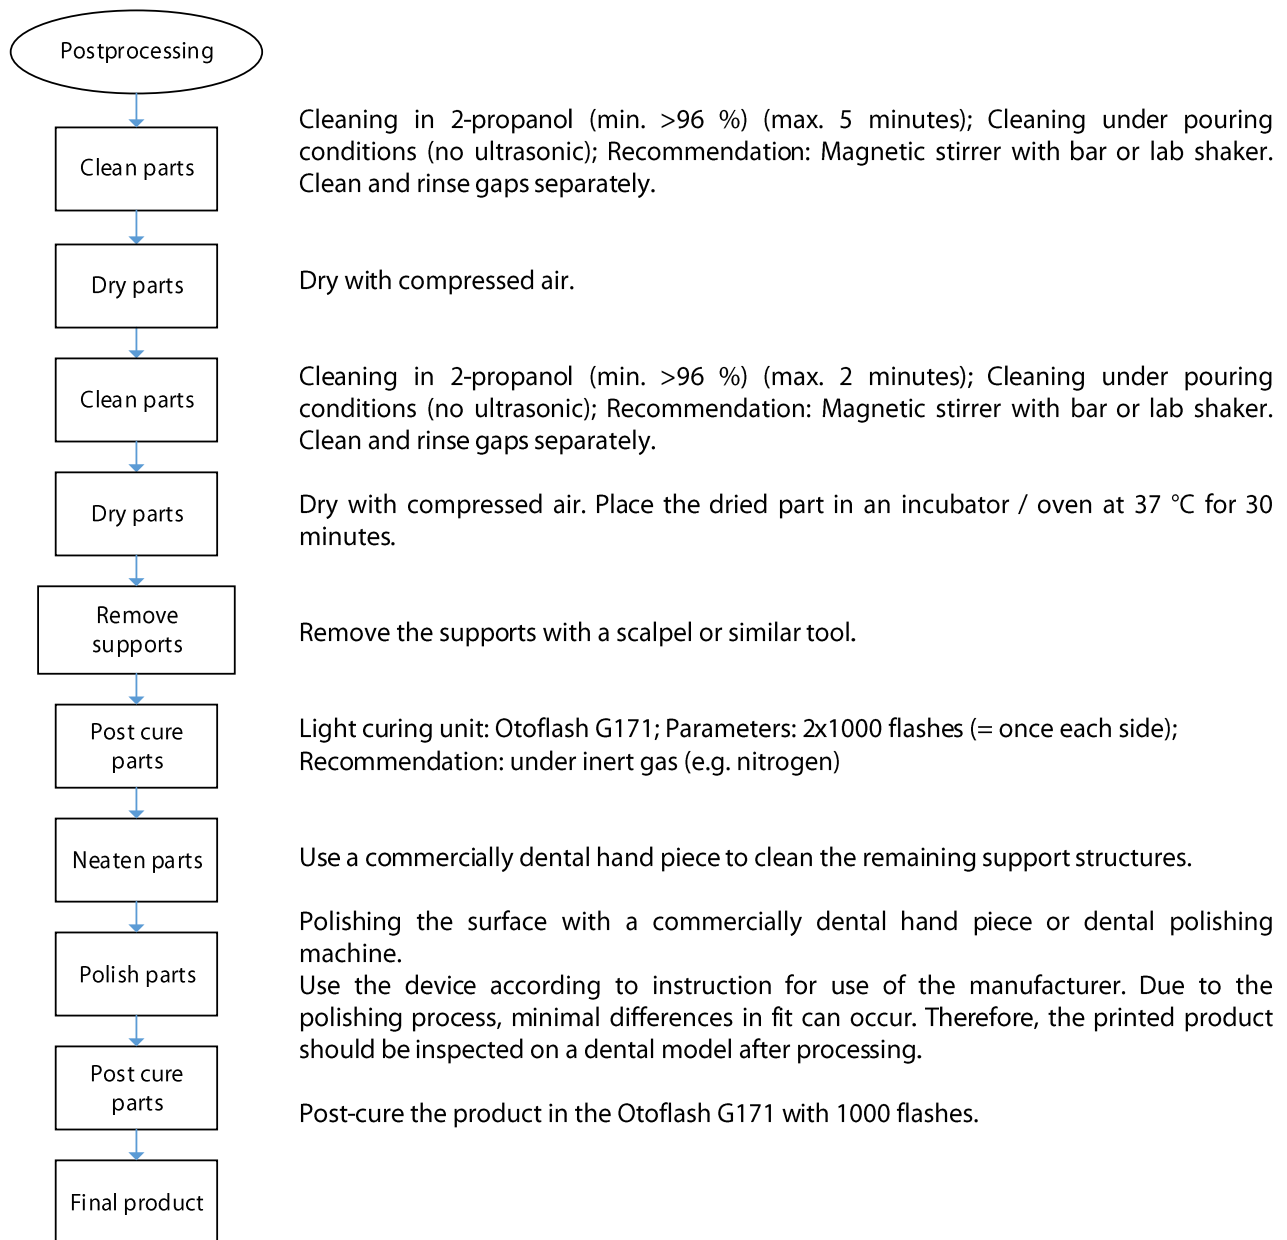 Postprocessing
Clean parts
Cleaning in 2-propanol (min. >96 %) (max. 5 minutes); Cleaning under pouring
conditions (no ultrasonic); Recommendation: Magnetic stirrer with bar or lab shaker.
Clean and rinse gaps separately.
Dry parts
Dry with compressed air.
Clean parts
Cleaning in 2-propanol (min. >96 %) (max. 2 minutes); Cleaning under pouring
conditions (no ultrasonic); Recommendation: Magnetic stirrer with bar or lab shaker.
Clean and rinse gaps separately.
Dry parts
Dry with compressed air. Place the dried part in an incubator / oven at 37 °C for 30
minutes.
Remove
supports
Remove the supports with a scalpel or similar tool.
Post cure
parts
Light curing unit: Otoflash G171; Parameters: 2x1000 flashes (= once each side);
Recommendation: under inert gas (e.g. nitrogen)
Neaten parts
Use a commercially dental hand piece to clean the remaining support structures.
Polish parts
Polishing the surface with a commercially dental hand piece or dental polishing
machine.
Use the device according to instruction for use of the manufacturer. Due to the
polishing process, minimal differences in fit can occur. Therefore, the printed product
should be inspected on a dental model after processing.
Post cure
parts
Post-cure the product in the Otoflash G171 with 1000 flashes.
Final product